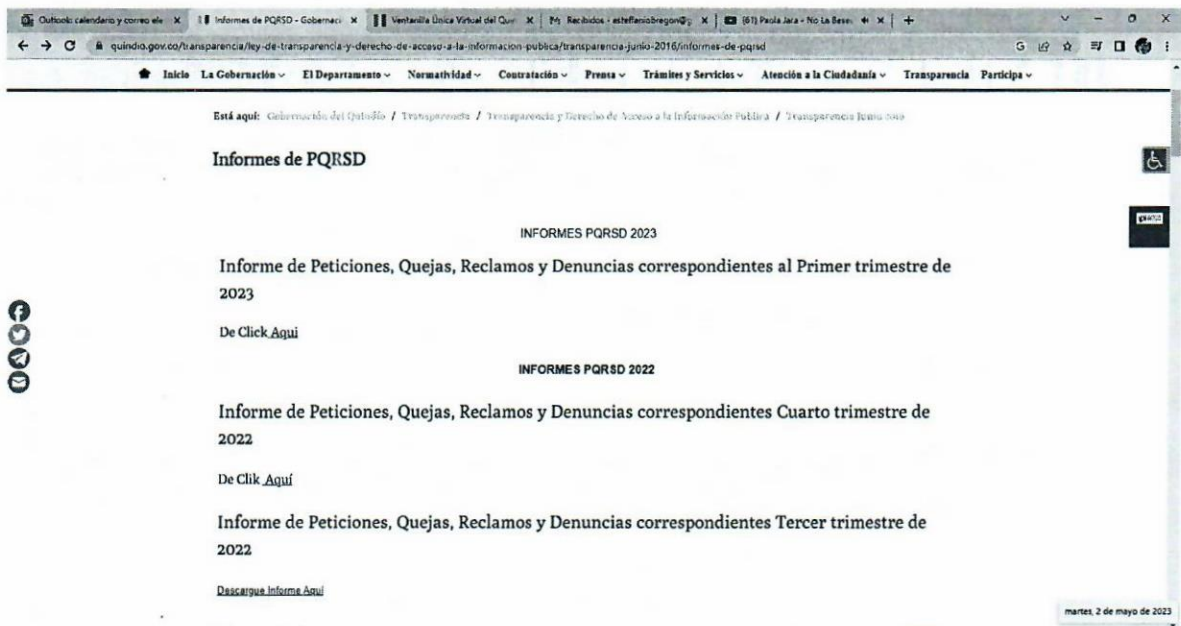 Outlook: calendario y correo ele
Informes de PQRSD - Gobernaci
Ventanilla Única Virtual del Qui
Recibidos - esteffaniobregon@
(61) Paola Jara - No La Bese
quindio.gov.co/transparencia/ley-de-transparencia-y-derecho-de-acceso-a-la-informacion-publica/transparencia-junio-2016/informes-de-pqrsd
Inicio La Gobernación El Departamento Normatividad Contratación Prensa Trámites y Servicios Atención a la Ciudadanía Transparencia Participa
Está aquí: Gobernación del Quindío / Transparencia / Transparencia y Derecho de Acceso a la Información Publica / Transparencia Junio 2016
Informes de PQRSD
INFORMES PQRSD 2023
Informe de Peticiones, Quejas, Reclamos y Denuncias correspondientes al Primer trimestre de
2023
De Click Aqui
INFORMES PQRSD 2022
Informe de Peticiones, Quejas, Reclamos y Denuncias correspondientes Cuarto trimestre de
2022
De Clik Aquí
Informe de Peticiones, Quejas, Reclamos y Denuncias correspondientes Tercer trimestre de
2022
Descargue Informe Aquí
martes, 2 de mayo de 2023